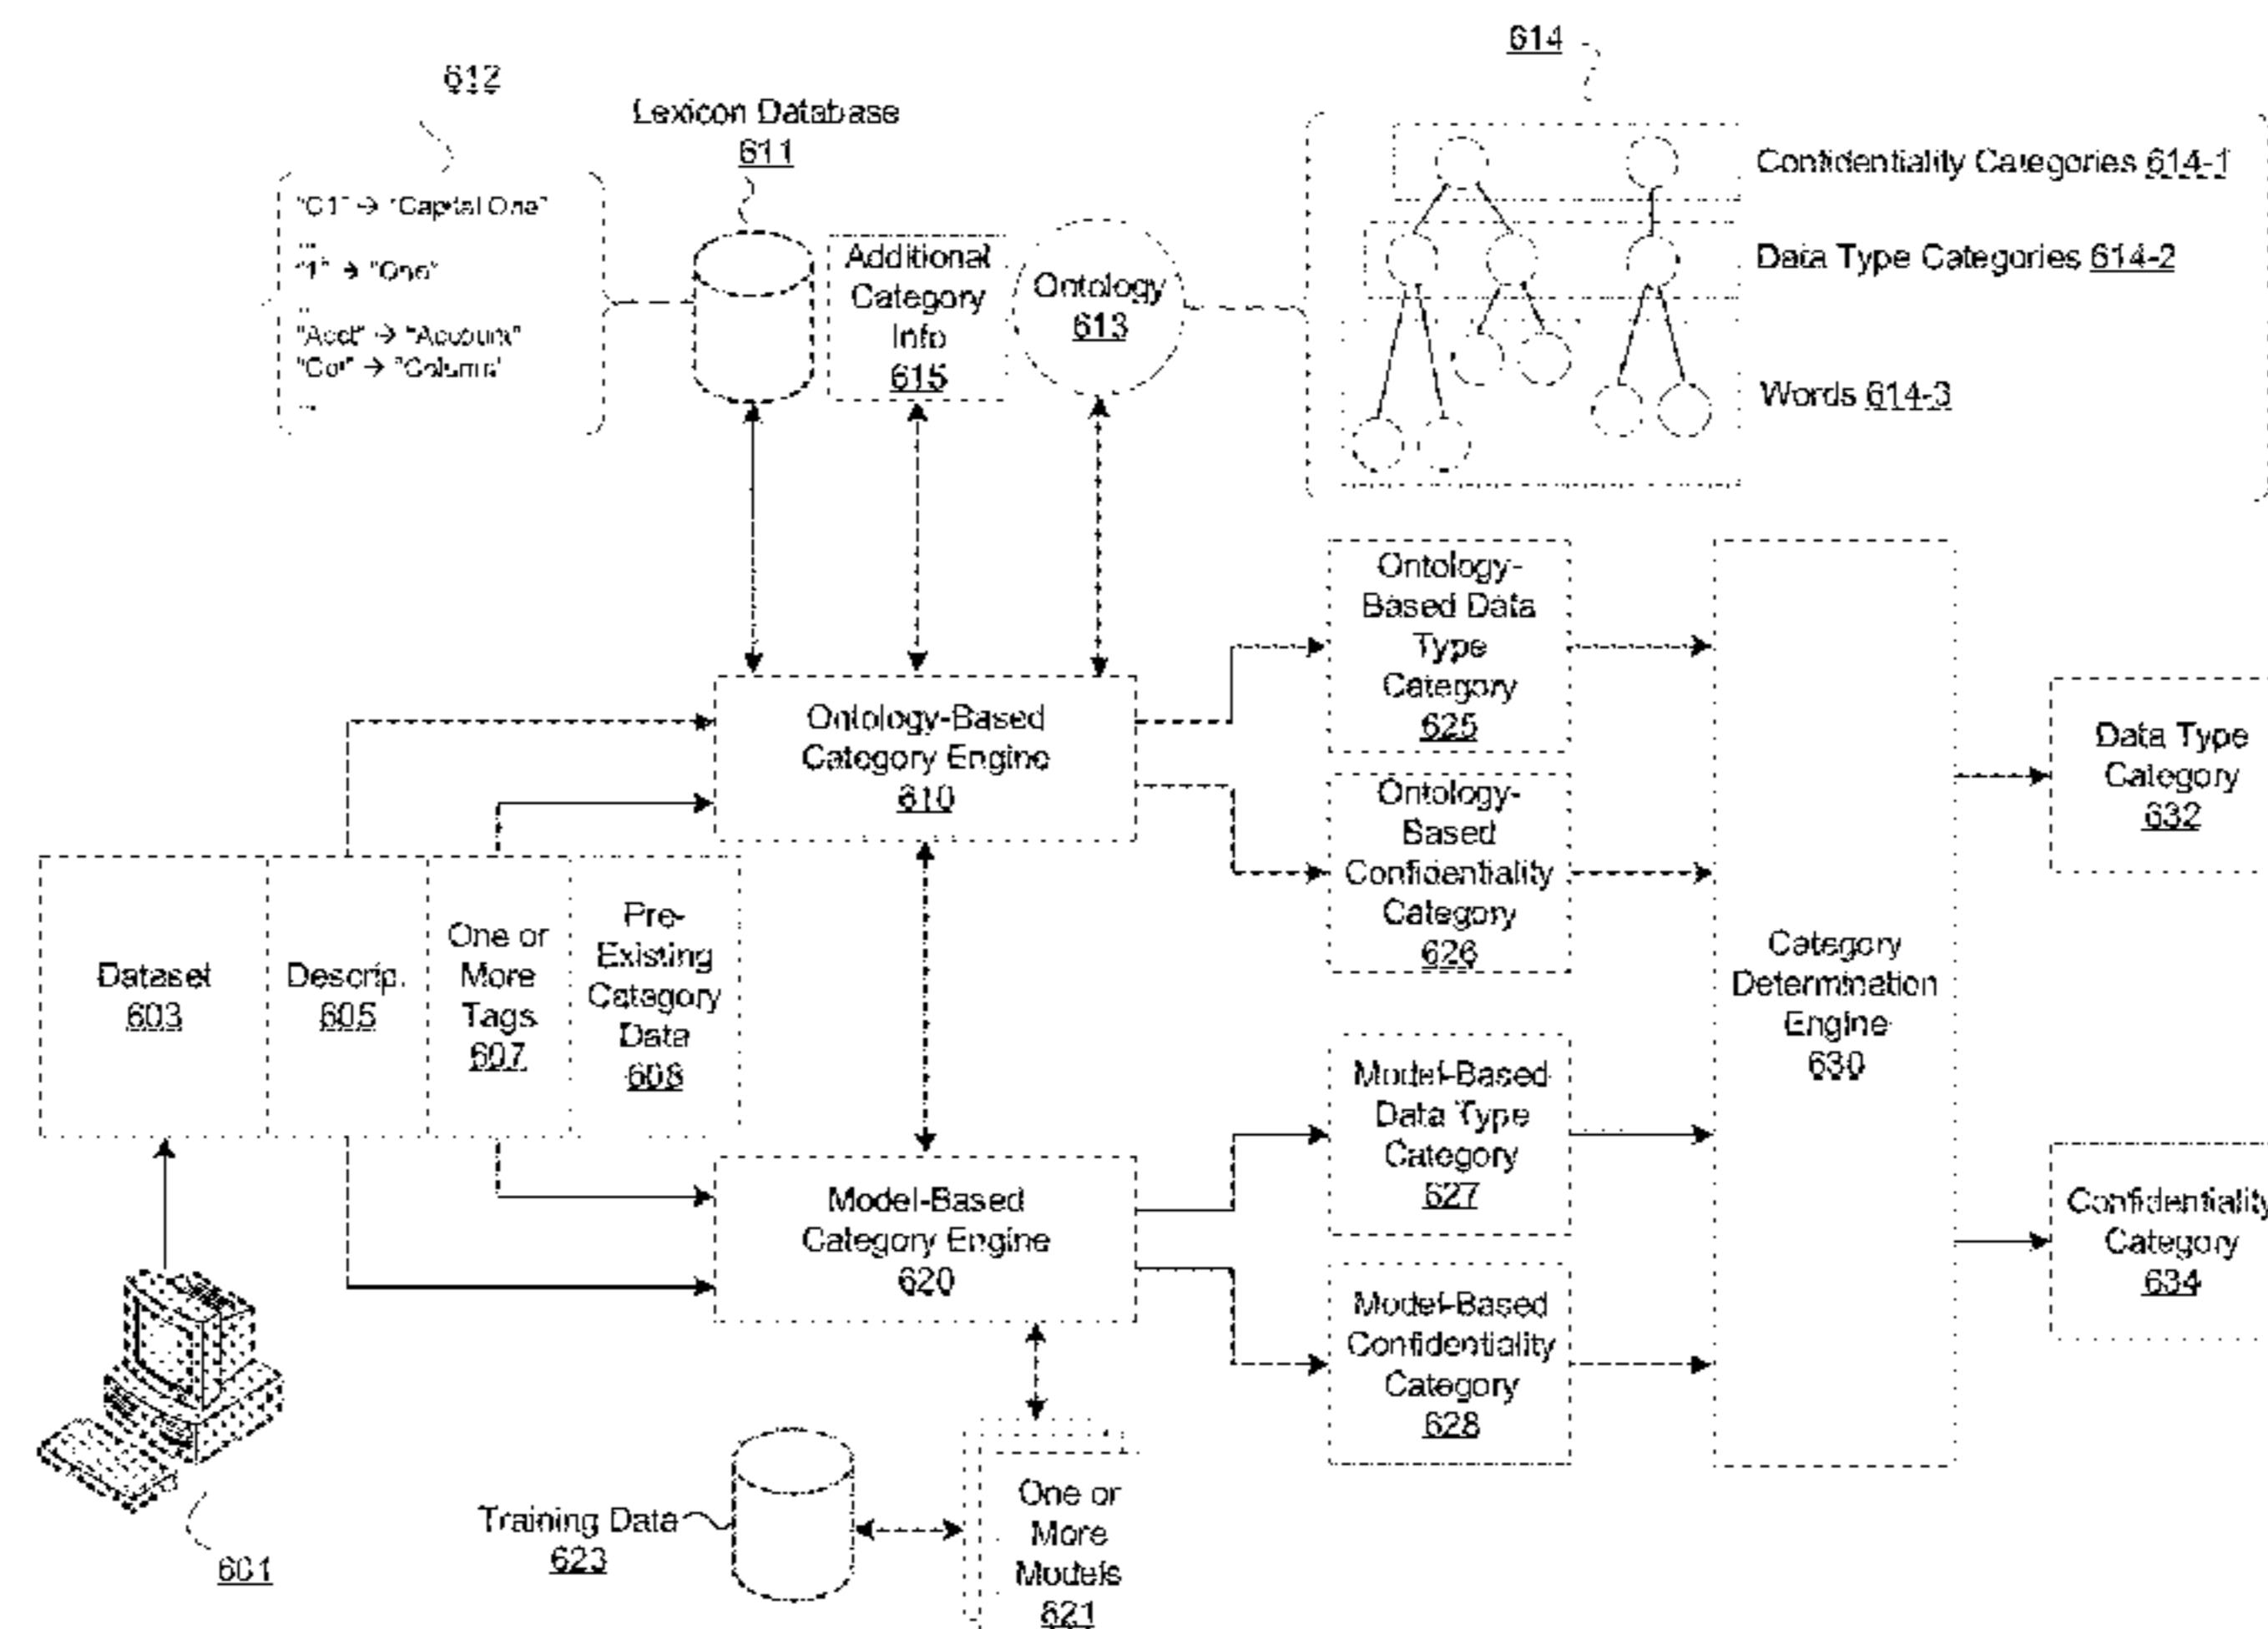 612
"C1" → "Capital One"
...
"1" → "One"
...
"Acct" → "Account"
"Col" → "Column"
...
Lexicon Database
611
Additional
Category
Info
615
Ontology
613
614
Confidentiality Categories 614-1
Data Type Categories 614-2
Words 614-3
Ontology-Based
Category Engine
610
Ontology-
Based Data
Type
Category
625
Ontology-
Based
Confidentiality
Category
626
Category
Determination
Engine
630
Data Type
Category
632
Dataset
603
Descrip.
605
One or
More
Tags
607
Pre-
Existing
Category
Data
608
Model-Based
Category Engine
620
Model-Based
Data Type
Category
627
Model-Based
Confidentiality
Category
628
Confidentiality
Category
634
601
Training Data
623
One or
More
Models
621